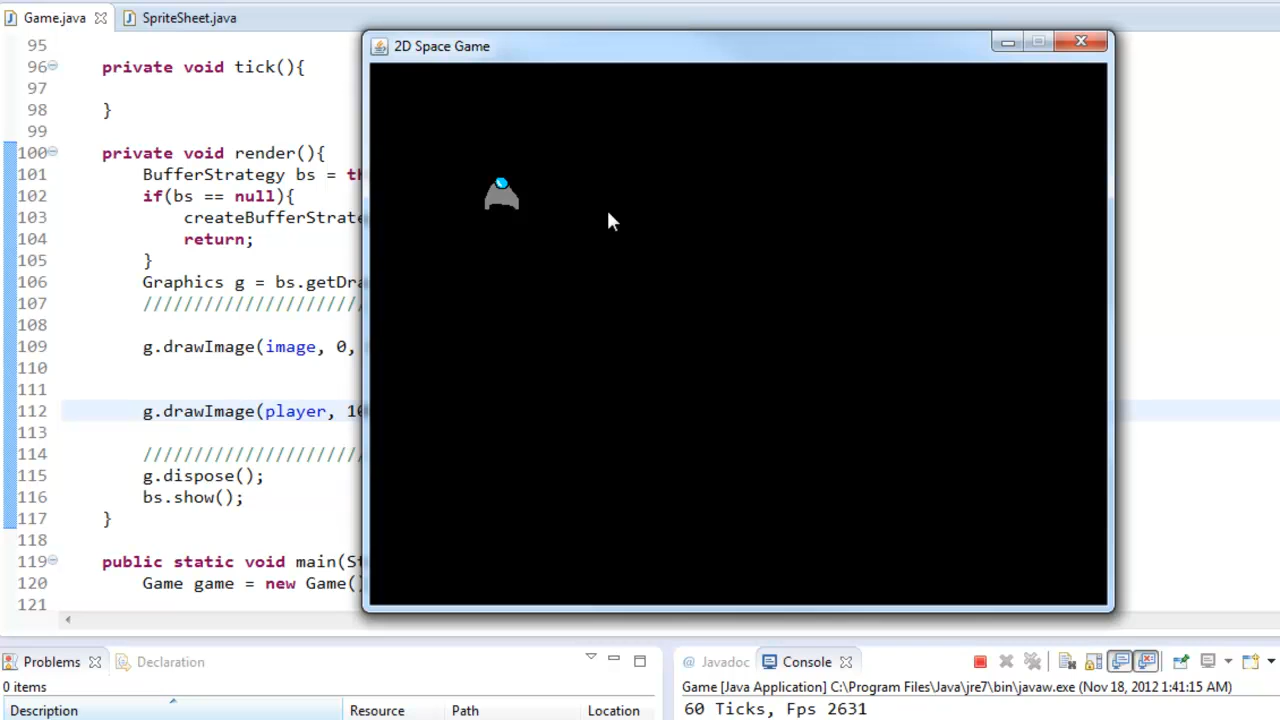 Game.java
SpriteSheet.java
2D Space Game
95
96 private void tick(){
97
98 }
99
100 private void render(){
101 BufferStrategy bs = th
102 if(bs == null){
103 createBufferStrate
104 return;
105 }
106 Graphics g = bs.getDra
107 //////////////////////
108
109 g.drawImage(image, 0,
110
111
112 g.drawImage(player, 10
113
114 //////////////////////
115 g.dispose();
116 bs.show();
117 }
118
119 public static void main(St
120 Game game = new Game()
121
Problems
Declaration
0 items
Description Resource Path Location
@ Javadoc
Console
Game [Java Application] C:\Program Files\Java\jre7\bin\javaw.exe (Nov 18, 2012 1:41:15 AM)
60 Ticks, Fps 2631